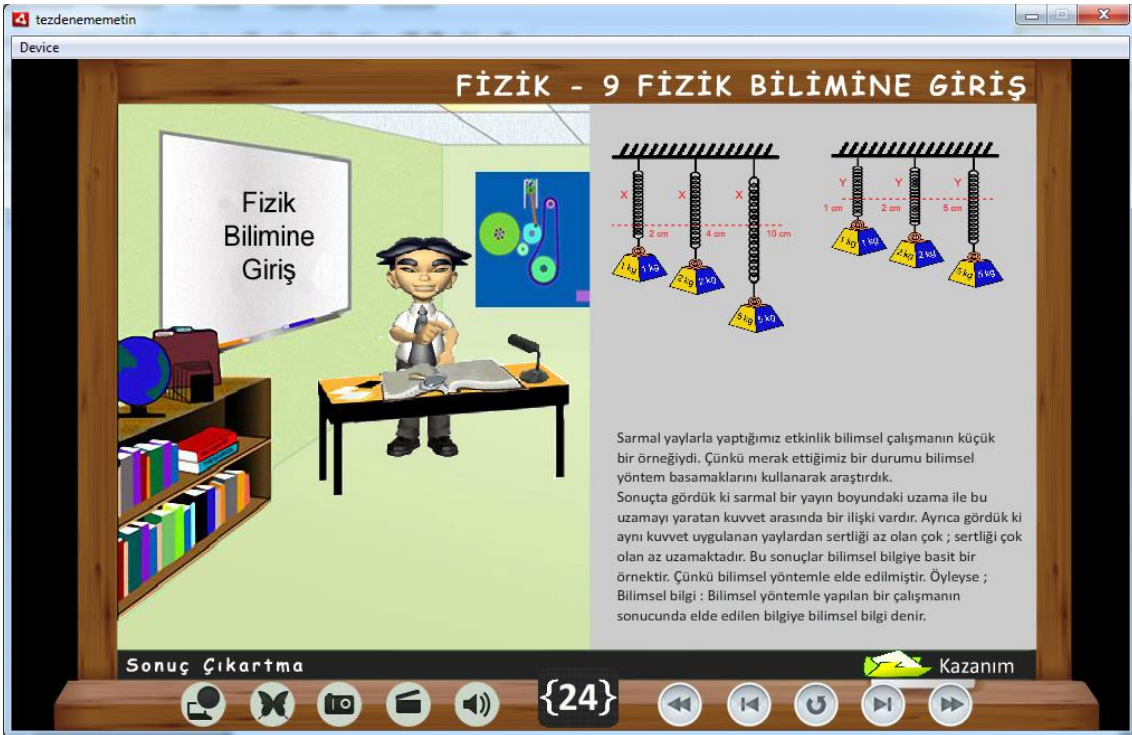 tezdenememetin
Device
FİZİK - 9 FİZİK BİLİMİNE GİRİŞ
Fizik
Bilimine
Giriş
X X X
2 cm 4 cm 10 cm
1 kg 1 kg
2 kg 2 kg
5 kg 5 kg
Y Y Y
1 cm 2 cm 5 cm
1 kg 1 kg
2 kg 2 kg
5 kg 5 kg
Sarmal yaylarla yaptığımız etkinlik bilimsel çalışmanın küçük
bir örneğiydi. Çünkü merak ettiğimiz bir durumu bilimsel
yöntem basamaklarını kullanarak araştırdık.
Sonuçta gördük ki sarmal bir yayın boyundaki uzama ile bu
uzamayı yaratan kuvvet arasında bir ilişki vardır. Ayrıca gördük ki
aynı kuvvet uygulanan yaylardan sertliği az olan çok ; sertliği çok
olan az uzamaktadır. Bu sonuçlar bilimsel bilgiye basit bir
örnektir. Çünkü bilimsel yöntemle elde edilmiştir. Öyleyse ;
Bilimsel bilgi : Bilimsel yöntemle yapılan bir çalışmanın
sonucunda elde edilen bilgiye bilimsel bilgi denir.
Sonuç Çıkartma
Kazanım
{24}